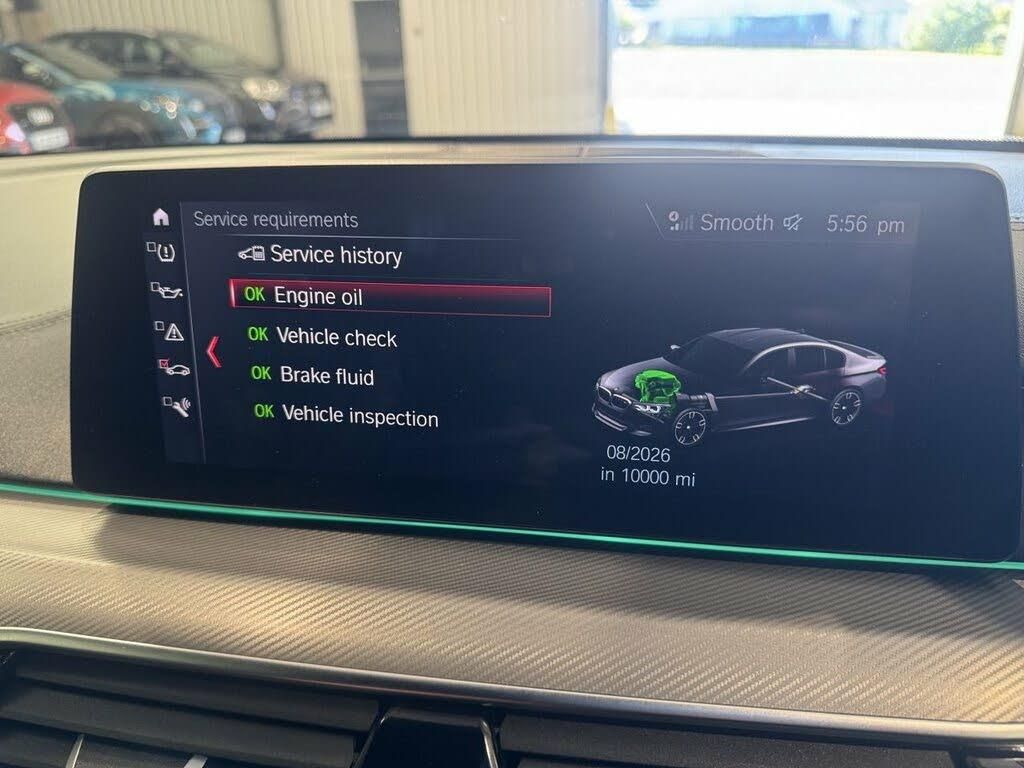 Service requirements
Smooth 5:56 pm
Service history
OK Engine oil
OK Vehicle check
OK Brake fluid
OK Vehicle inspection
08/2026
in 10000 mi